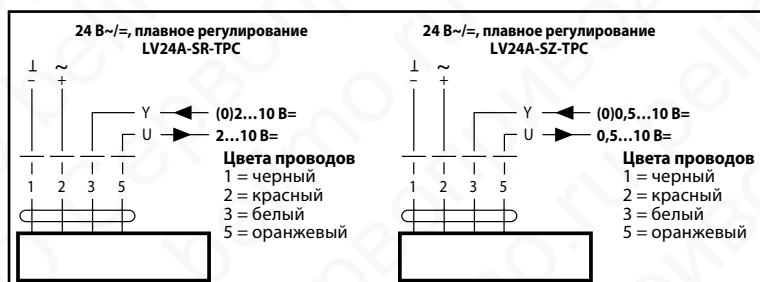 24 В~/=, плавное регулирование
LV24A-SR-TPC
⊥ ~
– +
Y (0)2...10 В=
U 2...10 В=
1 2 3 5
Цвета проводов
1 = черный
2 = красный
3 = белый
5 = оранжевый
24 В~/=, плавное регулирование
LV24A-SZ-TPC
⊥ ~
– +
Y (0)0,5...10 В=
U 0,5...10 В=
1 2 3 5
Цвета проводов
1 = черный
2 = красный
3 = белый
5 = оранжевый